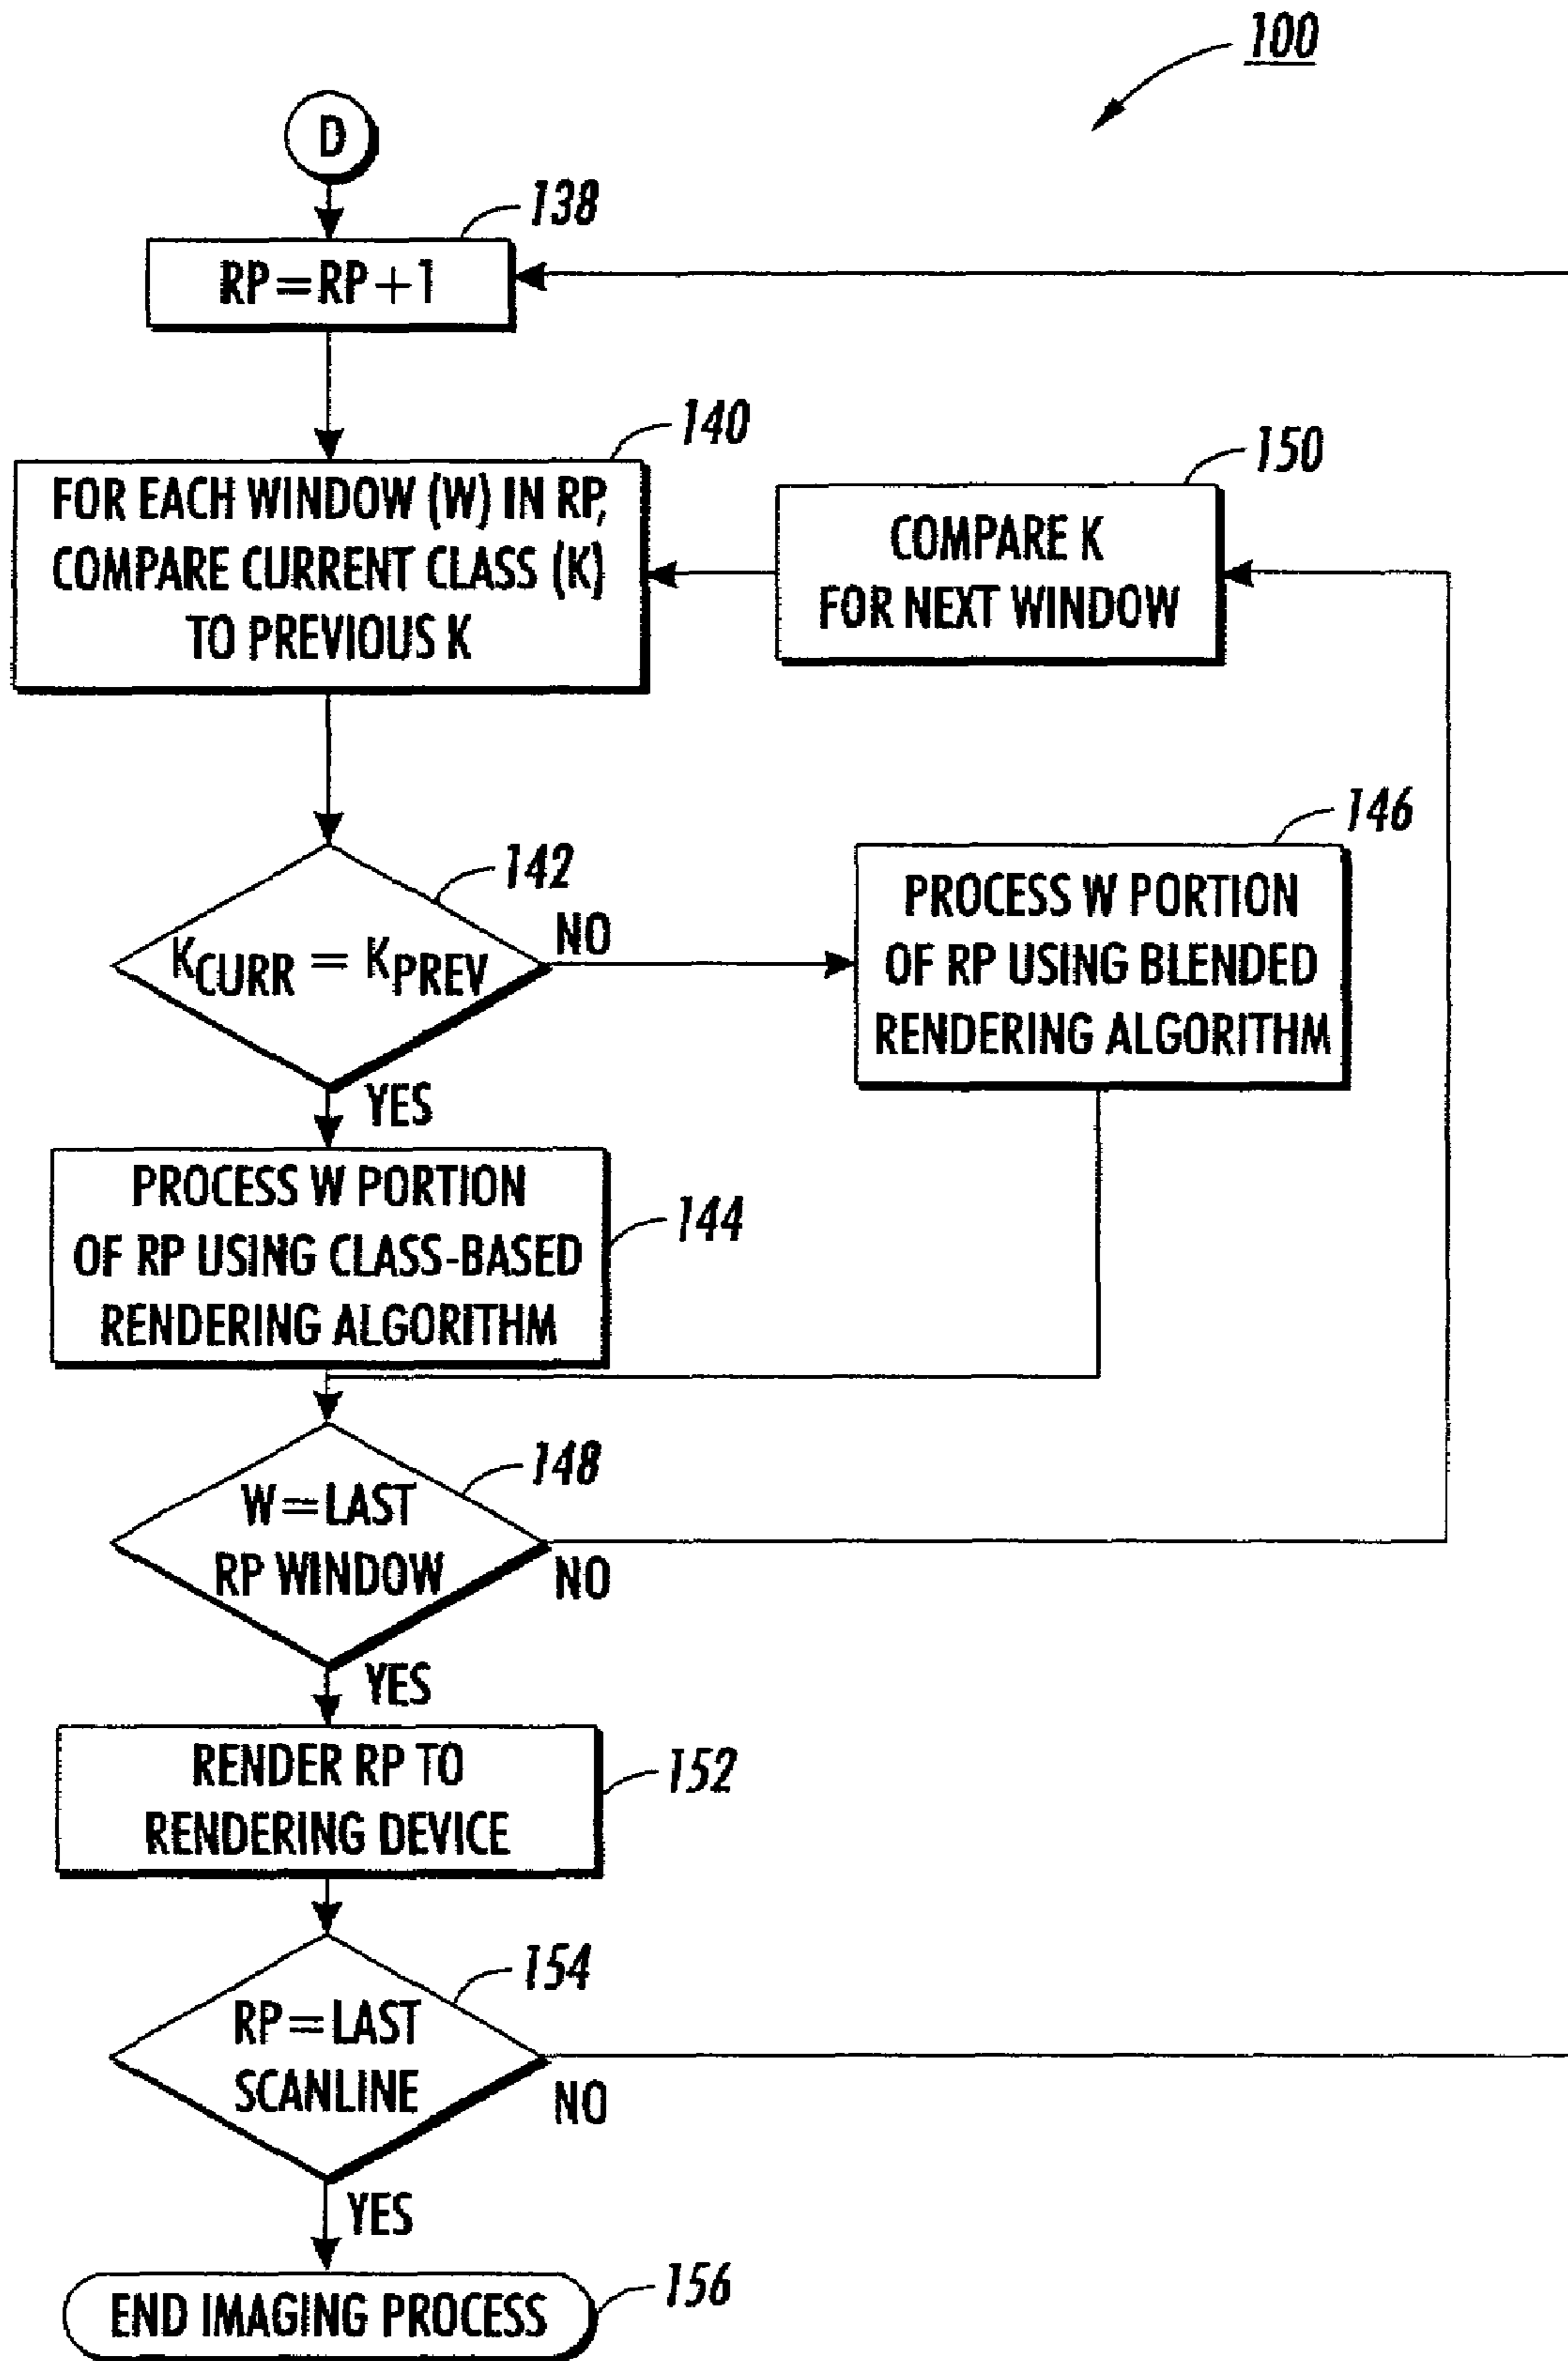 100
D
138
RP=RP+1
140
FOR EACH WINDOW (W) IN RP,
COMPARE CURRENT CLASS (K)
TO PREVIOUS K
150
COMPARE K
FOR NEXT WINDOW
142
KCURR = KPREV
NO
146
PROCESS W PORTION
OF RP USING BLENDED
RENDERING ALGORITHM
YES
PROCESS W PORTION
OF RP USING CLASS-BASED
RENDERING ALGORITHM
144
148
W=LAST
RP WINDOW
NO
YES
RENDER RP TO
RENDERING DEVICE
152
154
RP=LAST
SCANLINE
NO
YES
END IMAGING PROCESS
156